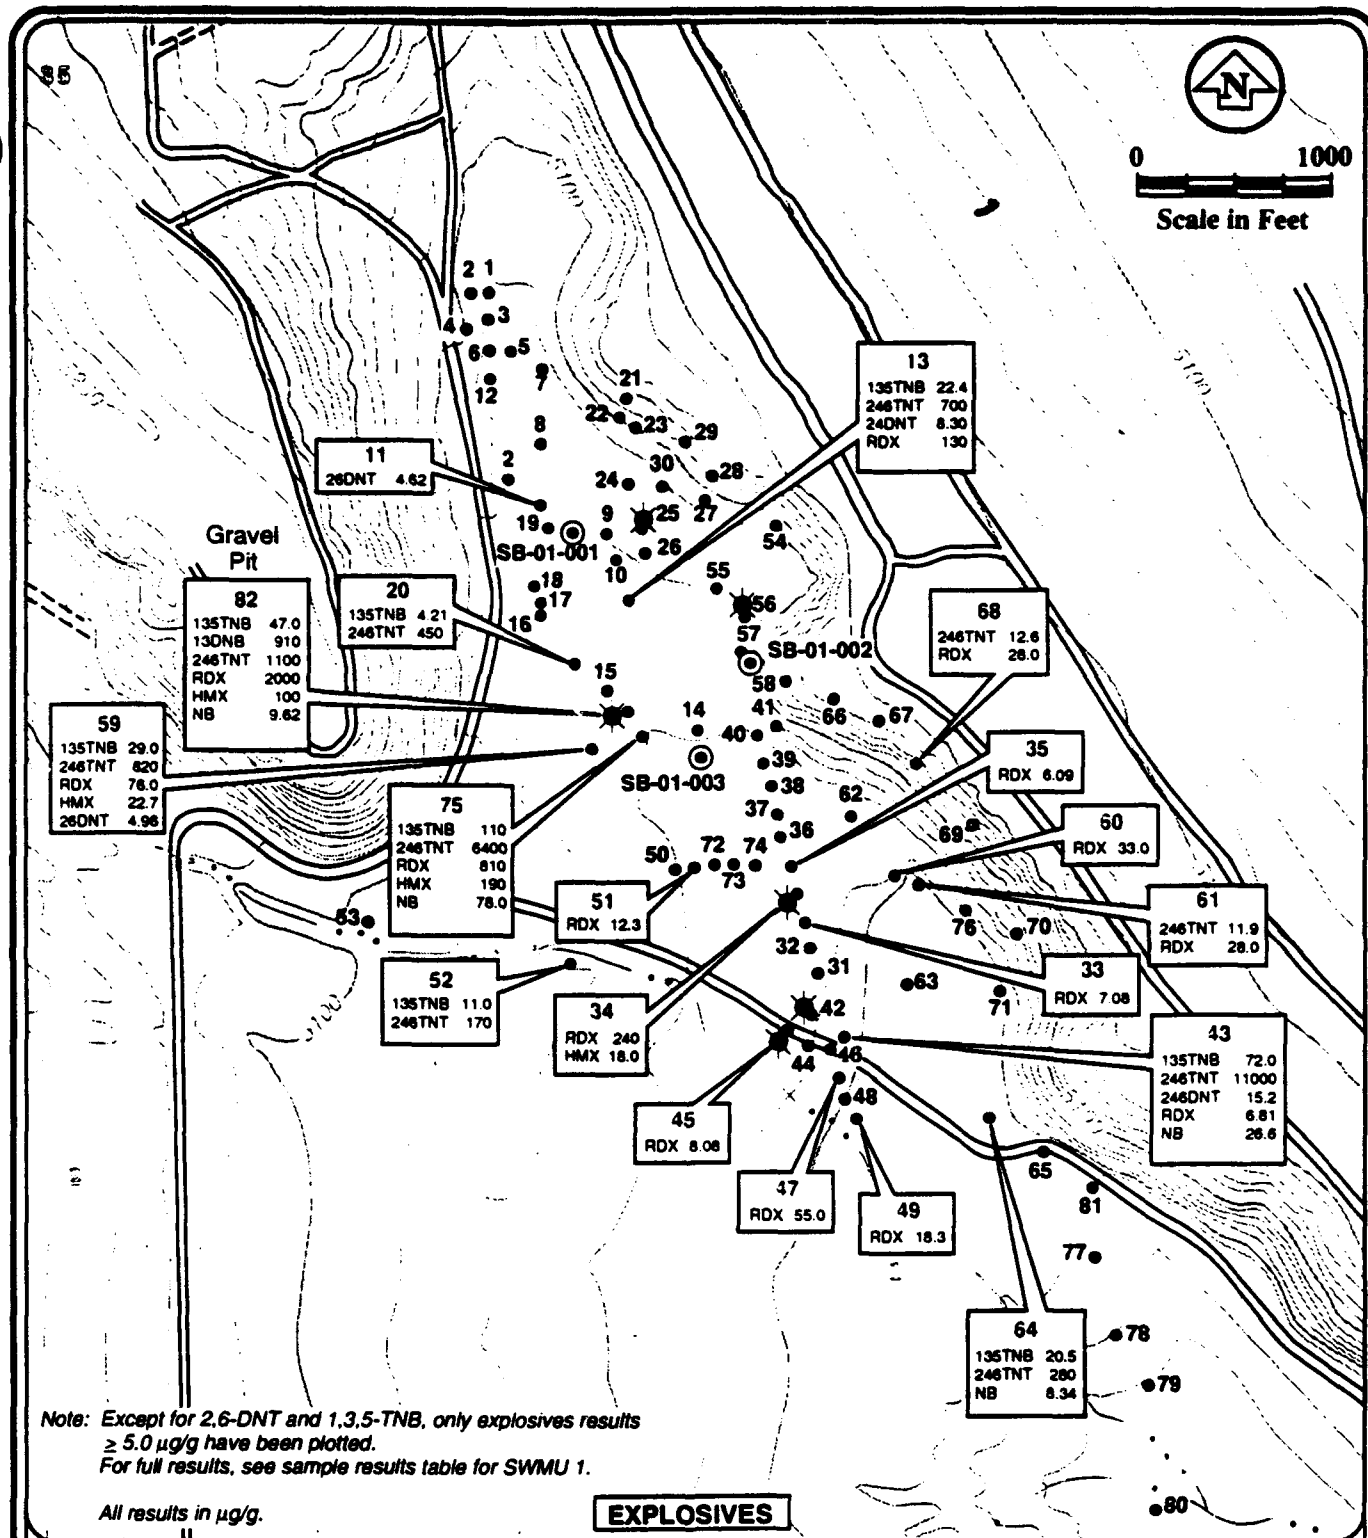 N
0 1000
Scale in Feet
5100
5100
2 1
3
4
6 5
7
12
21
22 23
8
29
13
135TNB 22.4
246TNT 700
24DNT 8.30
RDX 130
11
26DNT 4.62
2
30
28
24
27
9
25
19
SB-01-001
26
54
10
Gravel
Pit
82
135TNB 47.0
13DNB 910
246TNT 1100
RDX 2000
HMX 100
NB 9.62
20
135TNB 4.21
246TNT 450
18
17
16
55
56
57
SB-01-002
68
246TNT 12.6
RDX 26.0
15
58
66
67
59
135TNB 29.0
246TNT 820
RDX 76.0
HMX 22.7
26DNT 4.96
14
41
40
39
SB-01-003
38
35
RDX 6.09
75
135TNB 110
246TNT 6400
RDX 810
HMX 190
NB 78.0
37
62
36
69
60
RDX 33.0
50
72 74
73
51
RDX 12.3
61
246TNT 11.9
RDX 28.0
53
76
70
32
52
135TNB 11.0
246TNT 170
31
63
33
RDX 7.08
71
34
RDX 240
HMX 18.0
5100
42
43
135TNB 72.0
246TNT 11000
246DNT 15.2
RDX 6.81
NB 26.6
44
46
48
45
RDX 8.08
65
47
RDX 55.0
49
RDX 18.3
81
77
64
135TNB 20.5
246TNT 280
NB 8.34
78
79
80
Note: Except for 2,6-DNT and 1,3,5-TNB, only explosives results
≥ 5.0 µg/g have been plotted.
For full results, see sample results table for SWMU 1.
All results in µg/g.
EXPLOSIVES